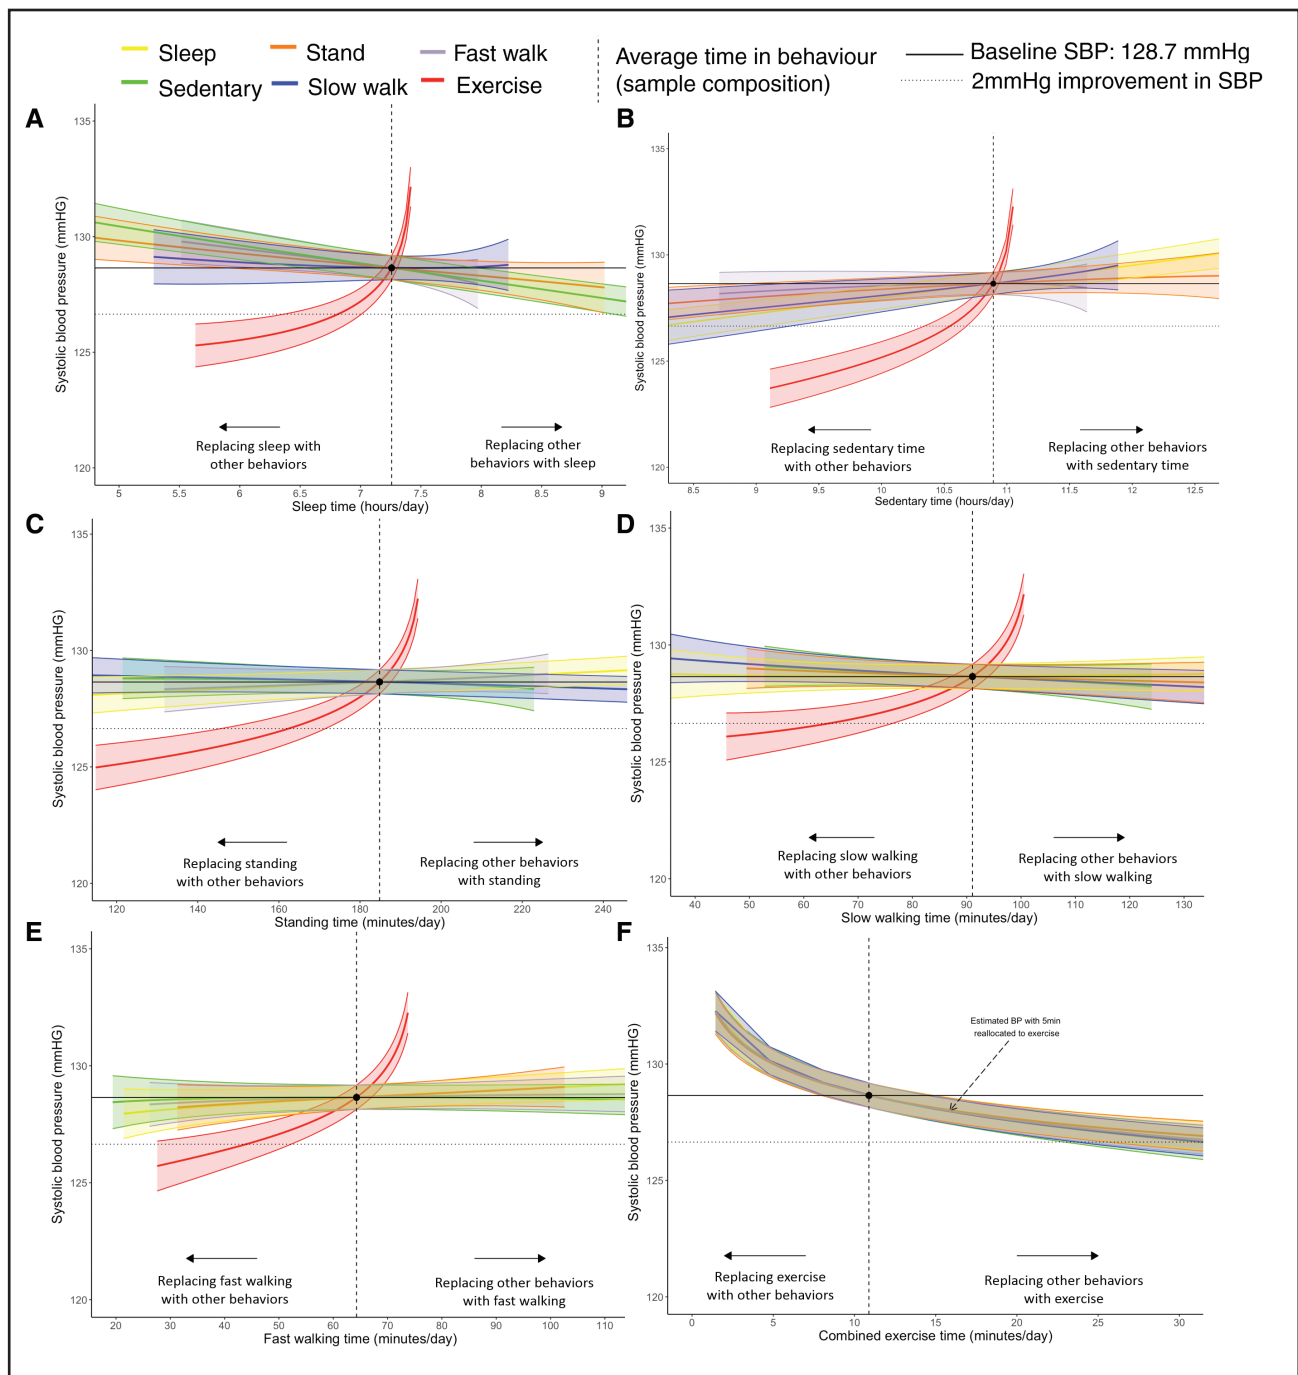 Sleep
Stand
Fast walk
Sedentary
Slow walk
Exercise
Average time in behaviour
(sample composition)
Baseline SBP: 128.7 mmHg
2mmHg improvement in SBP
A
135
130
125
120
Systolic blood pressure (mmHG)
Replacing sleep with
other behaviors
Replacing other
behaviors with sleep
5 5.5 6 6.5 7 7.5 8 8.5 9
Sleep time (hours/day)
B
135
130
125
120
Systolic blood pressure (mmHG)
Replacing sedentary time
with other behaviors
Replacing other behaviors
with sedentary time
8.5 9 9.5 10 10.5 11 11.5 12 12.5
Sedentary time (hours/day)
C
135
130
125
120
Systolic blood pressure (mmHG)
Replacing standing
with other behaviors
Replacing other behaviors
with standing
120 140 160 180 200 220 240
Standing time (minutes/day)
D
135
130
125
120
Systolic blood pressure (mmHG)
Replacing slow walking
with other behaviors
Replacing other behaviors
with slow walking
40 50 60 70 80 90 100 110 120 130
Slow walking time (minutes/day)
E
135
130
125
120
Systolic blood pressure (mmHG)
Replacing fast walking
with other behaviors
Replacing other behaviors
with fast walking
20 30 40 50 60 70 80 90 100 110
Fast walking time (minutes/day)
F
135
130
125
120
Systolic blood pressure (mmHG)
Estimated BP with 5min
reallocated to exercise
Replacing exercise
with other behaviors
Replacing other behaviors
with exercise
0 5 10 15 20 25 30
Combined exercise time (minutes/day)